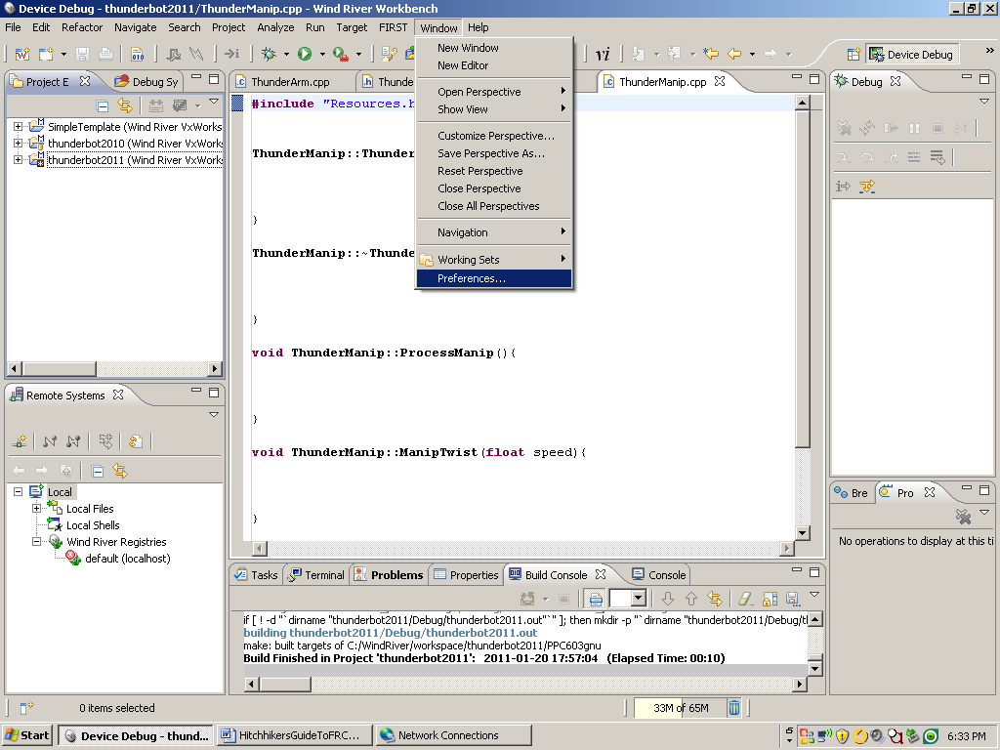 Device Debug - thunderbot2011/ThunderManip.cpp - Wind River Workbench
File Edit Refactor Navigate Search Project Analyze Run Target FIRST Window Help
Device Debug
Project E
Debug Sy
SimpleTemplate (Wind River VxWorks
thunderbot2010 (Wind River VxWork
thunderbot2011 (Wind River VxWork
ThunderArm.cpp
Thunde
ThunderManip.cpp
#include "Resources.h
ThunderManip::Thunder
}
ThunderManip::~Thunde
}
void ThunderManip::ProcessManip(){
}
void ThunderManip::ManipTwist(float speed){
}
New Window
New Editor
Open Perspective
Show View
Customize Perspective...
Save Perspective As...
Reset Perspective
Close Perspective
Close All Perspectives
Navigation
Working Sets
Preferences...
Debug
Remote Systems
Local
Local Files
Local Shells
Wind River Registries
default (localhost)
Bre
Pro
No operations to display at this ti
Tasks
Terminal
Problems
Properties
Build Console
Console
if [ ! -d "`dirname "thunderbot2011/Debug/thunderbot2011.out"`" ]; then mkdir -p "`dirname "thunderbot2011/Debug/th
building thunderbot2011/Debug/thunderbot2011.out
make: built targets of C:/WindRiver/workspace/thunderbot2011/PPC603gnu
Build Finished in Project 'thunderbot2011': 2011-01-20 17:57:04 (Elapsed Time: 00:10)
0 items selected
33M of 65M
Start
Device Debug - thund...
HitchhikersGuideToFRC...
Network Connections
6:33 PM